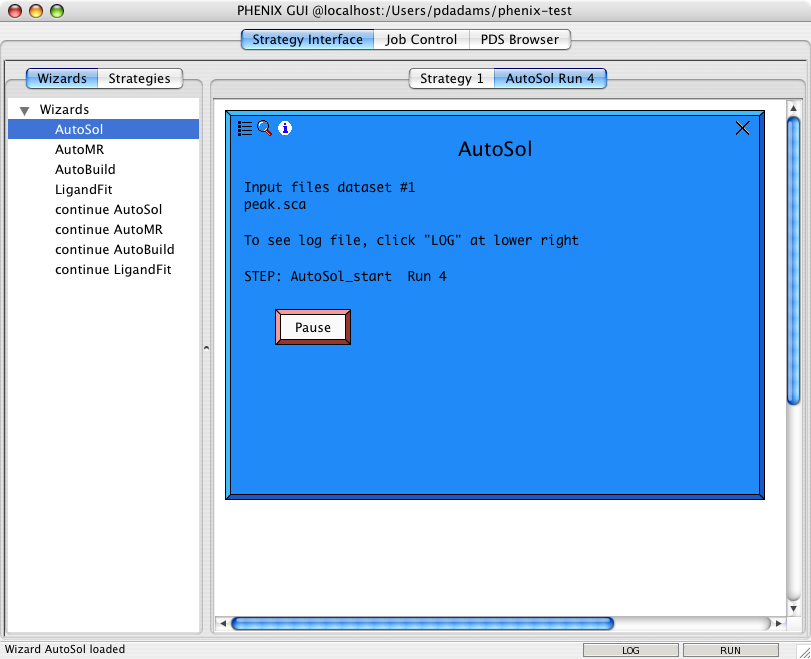 PHENIX GUI @localhost:/Users/pdadams/phenix-test
Strategy Interface Job Control PDS Browser
Wizards Strategies
Strategy 1 AutoSol Run 4
Wizards
AutoSol
AutoMR
AutoBuild
LigandFit
continue AutoSol
continue AutoMR
continue AutoBuild
continue LigandFit
AutoSol
Input files dataset #1
peak.sca
To see log file, click "LOG" at lower right
STEP: AutoSol_start  Run 4
Pause
Wizard AutoSol loaded
LOG RUN